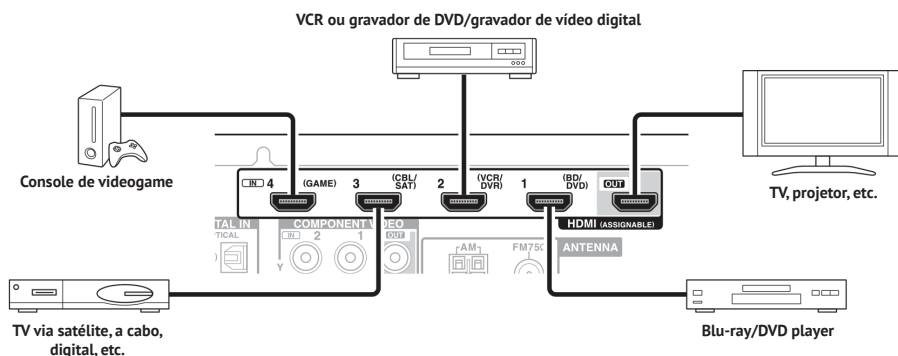 VCR ou gravador de DVD/gravador de vídeo digital
Console de videogame
TV, projetor, etc.
IN 4 (GAME) 3 (CBL/ SAT) 2 (VCR/ DVR) 1 (BD/ DVD) OUT
HDMI (ASSIGNABLE)
TAL IN
OPTICAL
COMPONENT VIDEO
IN 2 1 OUT
Y
AM
FM75
ANTENNA
TV via satélite, a cabo,
digital, etc.
Blu-ray/DVD player